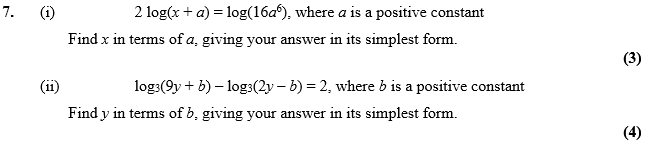 7. (i) 2 log(x + a) = log(16a⁶), where a is a positive constant
Find x in terms of a, giving your answer in its simplest form.
(3)
(ii) log₃(9y + b) – log₃(2y – b) = 2, where b is a positive constant
Find y in terms of b, giving your answer in its simplest form.
(4)